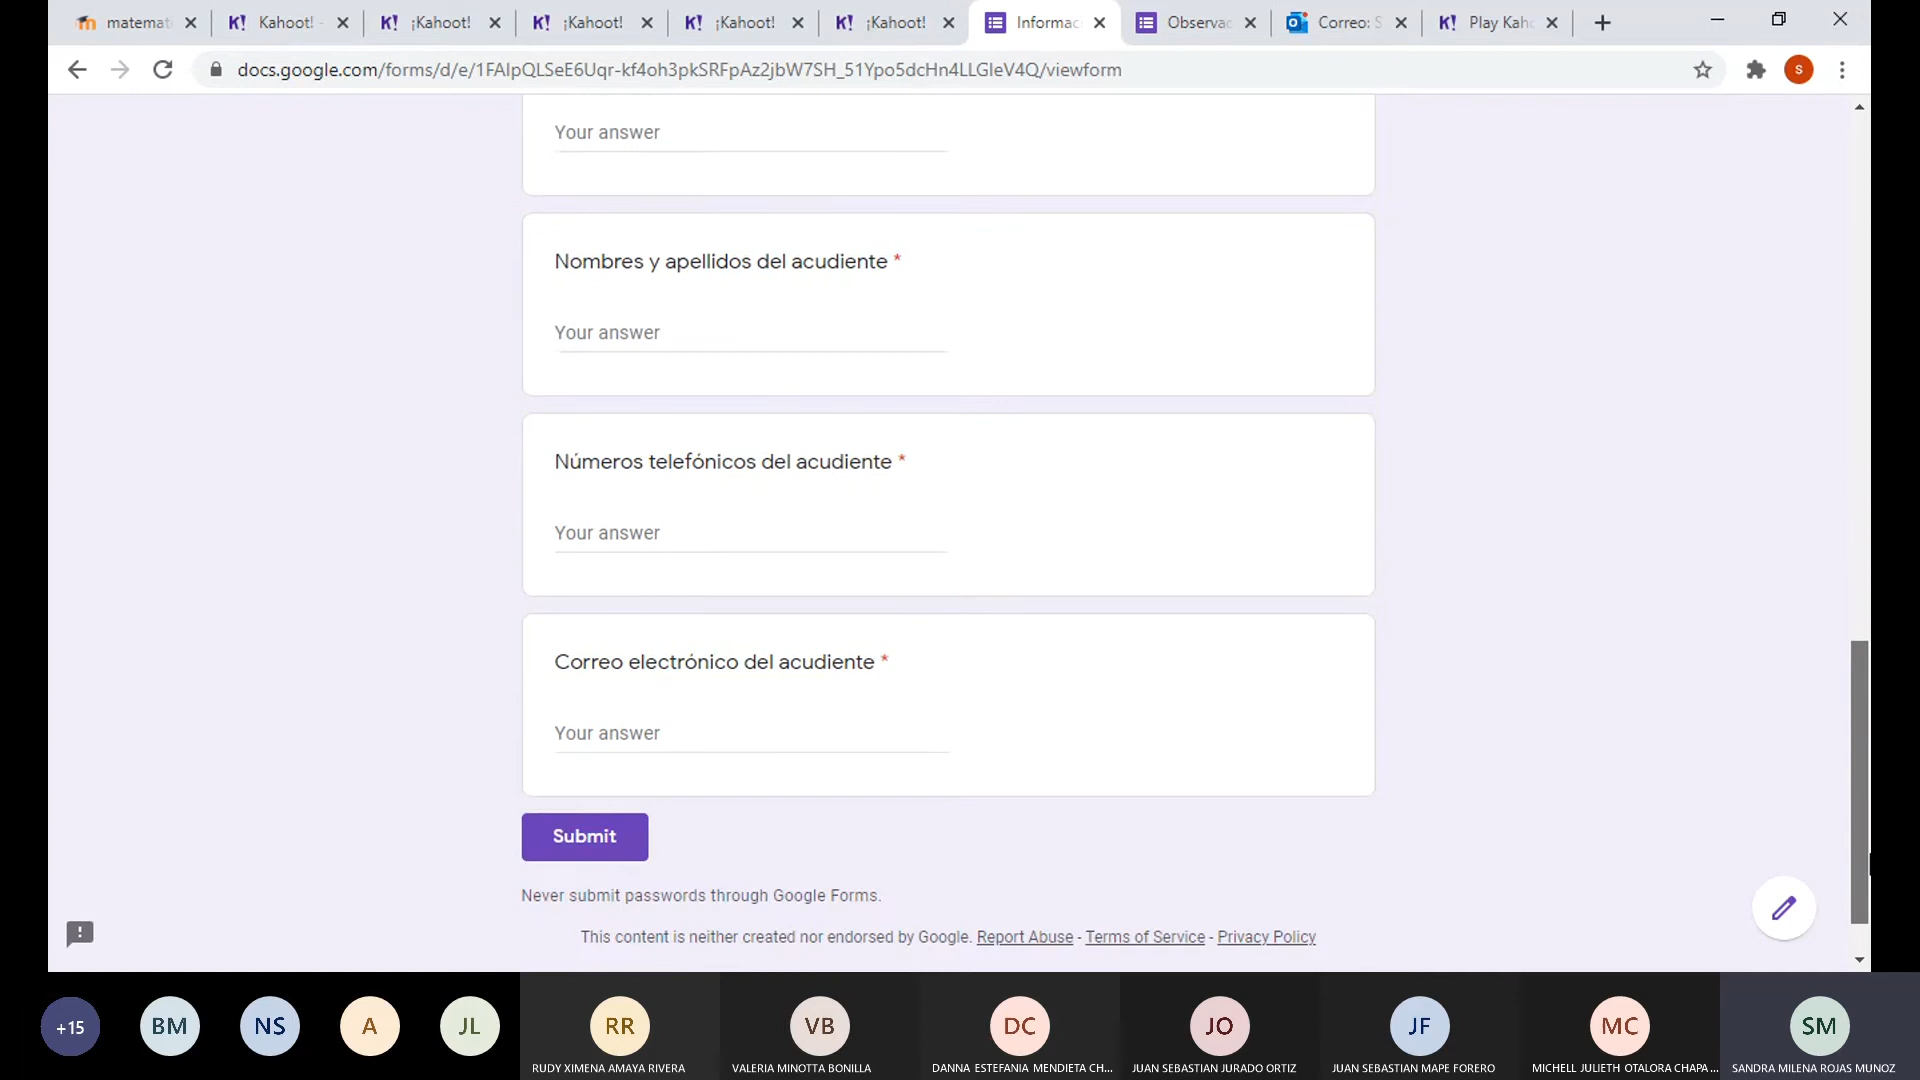 matemat
Kahoot! -
¡Kahoot!
¡Kahoot!
¡Kahoot!
¡Kahoot!
Informac
Observac
Correo: S
Play Kaho
docs.google.com/forms/d/e/1FAIpQLSeE6Uqr-kf4oh3pkSRFpAz2jbW7SH_51Ypo5dcHn4LLGIeV4Q/viewform
S
Your answer
Nombres y apellidos del acudiente *
Your answer
Números telefónicos del acudiente *
Your answer
Correo electrónico del acudiente *
Your answer
Submit
Never submit passwords through Google Forms.
This content is neither created nor endorsed by Google. Report Abuse - Terms of Service - Privacy Policy
+15
BM
NS
A
JL
RR
VB
DC
JO
JF
MC
SM
RUDY XIMENA AMAYA RIVERA
VALERIA MINOTTA BONILLA
DANNA ESTEFANIA MENDIETA CH...
JUAN SEBASTIAN JURADO ORTIZ
JUAN SEBASTIAN MAPE FORERO
MICHELL JULIETH OTALORA CHAPA...
SANDRA MILENA ROJAS MUNOZ